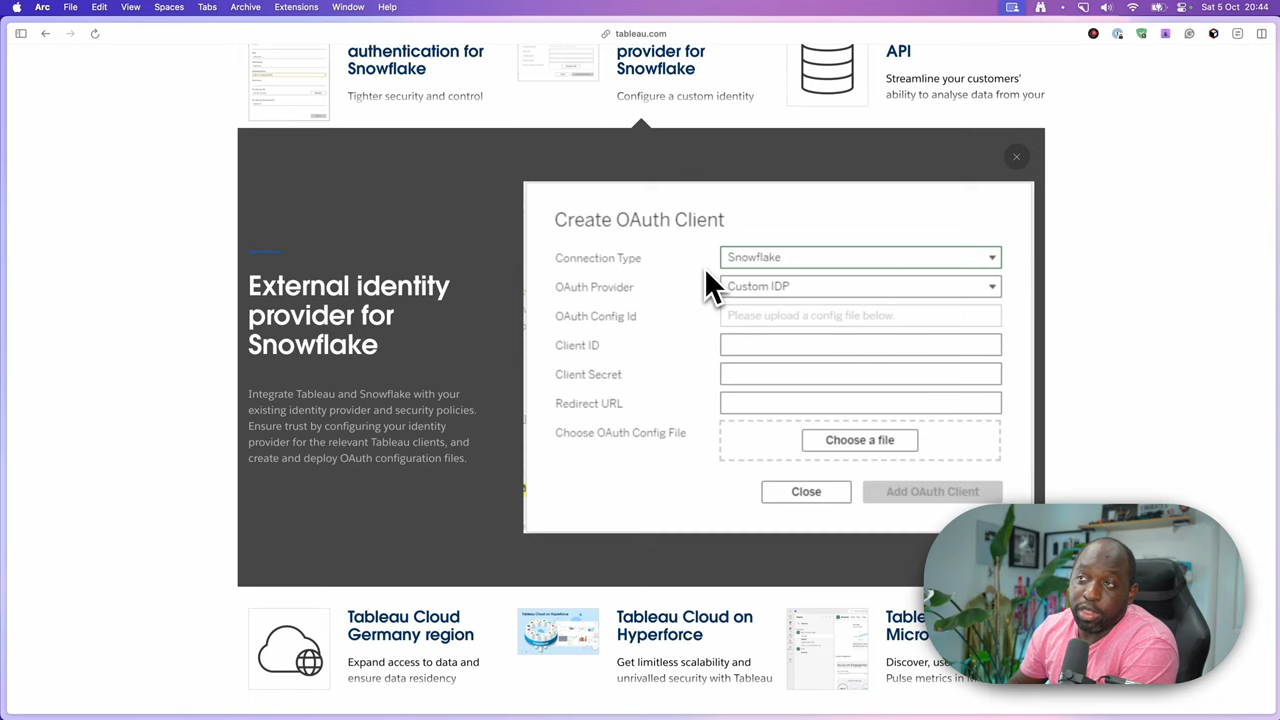 Arc File Edit View Spaces Tabs Archive Extensions Window Help
Sat 5 Oct 20:44
tableau.com
authentication for
Snowflake
Tighter security and control
provider for
Snowflake
Configure a custom identity
API
Streamline your customers'
ability to analyse data from your
External identity
provider for
Snowflake
Integrate Tableau and Snowflake with your
existing identity provider and security policies.
Ensure trust by configuring your identity
provider for the relevant Tableau clients, and
create and deploy OAuth configuration files.
Create OAuth Client
Connection Type Snowflake
OAuth Provider Custom IDP
OAuth Config Id Please upload a config file below.
Client ID
Client Secret
Redirect URL
Choose OAuth Config File Choose a file
Close Add OAuth Client
Tableau Cloud
Germany region
Expand access to data and
ensure data residency
Tableau Cloud on
Hyperforce
Get limitless scalability and
unrivalled security with Tableau
Discover,
Pulse metrics in